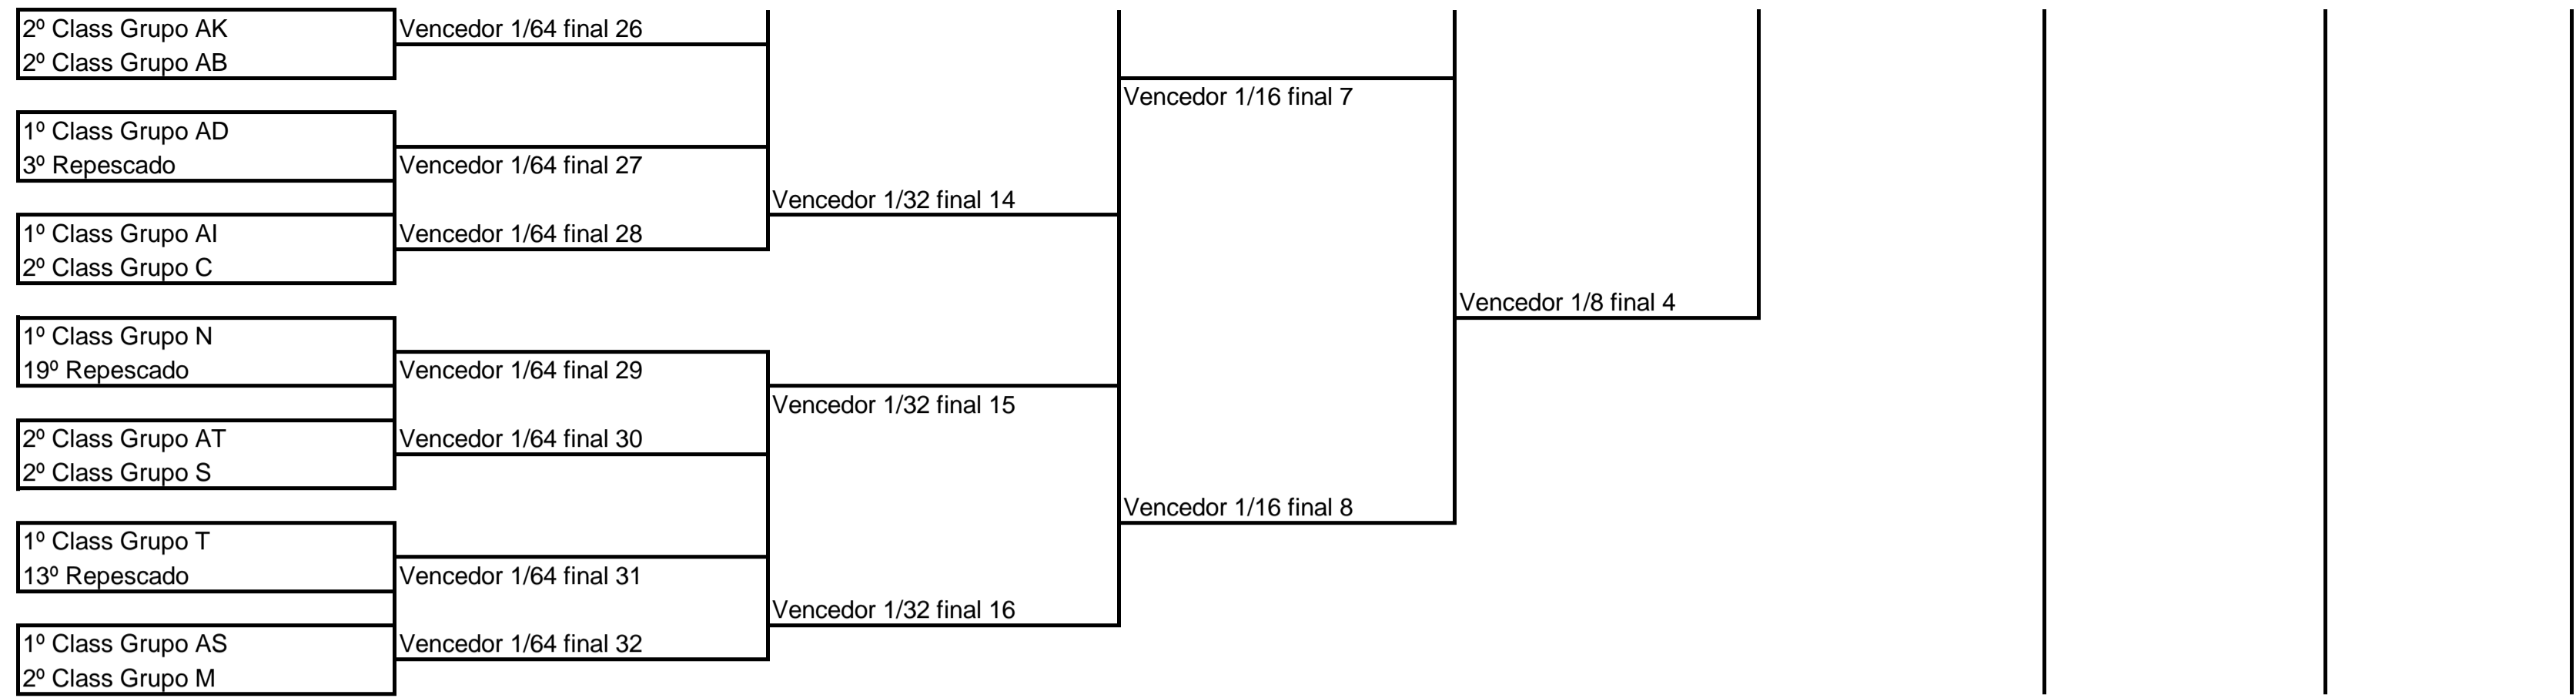 2º Class Grupo AK
Vencedor 1/64 final 26
2º Class Grupo AB
Vencedor 1/16 final 7
1º Class Grupo AD
3º Repescado
Vencedor 1/64 final 27
Vencedor 1/32 final 14
1º Class Grupo AI
Vencedor 1/64 final 28
2º Class Grupo C
Vencedor 1/8 final 4
1º Class Grupo N
19º Repescado
Vencedor 1/64 final 29
Vencedor 1/32 final 15
2º Class Grupo AT
Vencedor 1/64 final 30
2º Class Grupo S
Vencedor 1/16 final 8
1º Class Grupo T
13º Repescado
Vencedor 1/64 final 31
Vencedor 1/32 final 16
1º Class Grupo AS
Vencedor 1/64 final 32
2º Class Grupo M